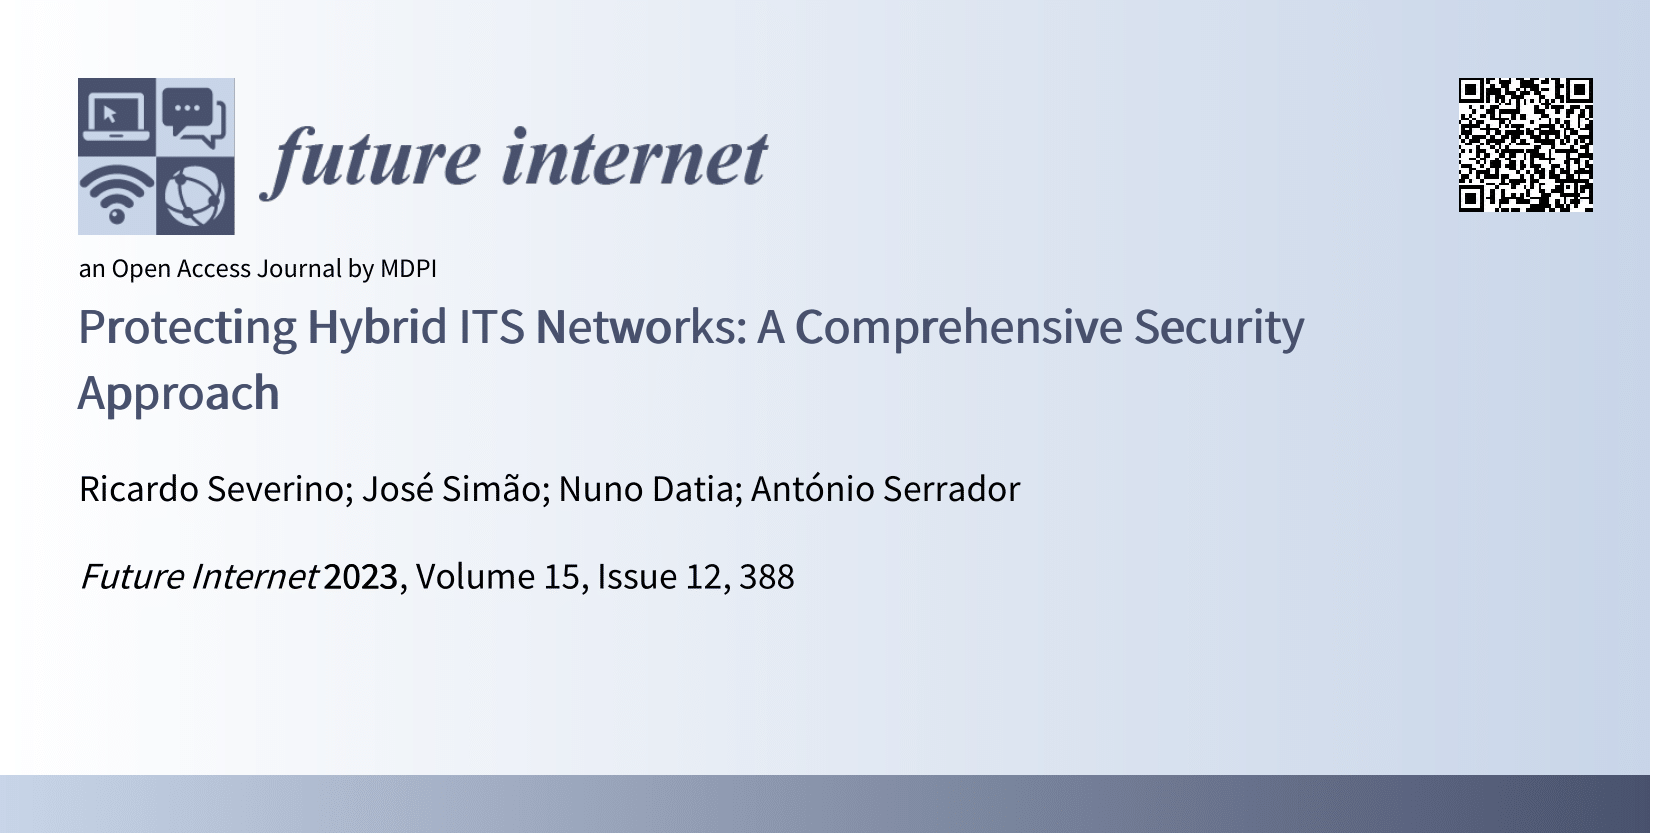 future internet
an Open Access Journal by MDPI
Protecting Hybrid ITS Networks: A Comprehensive Security
Approach
Ricardo Severino; José Simão; Nuno Datia; António Serrador
Future Internet 2023, Volume 15, Issue 12, 388